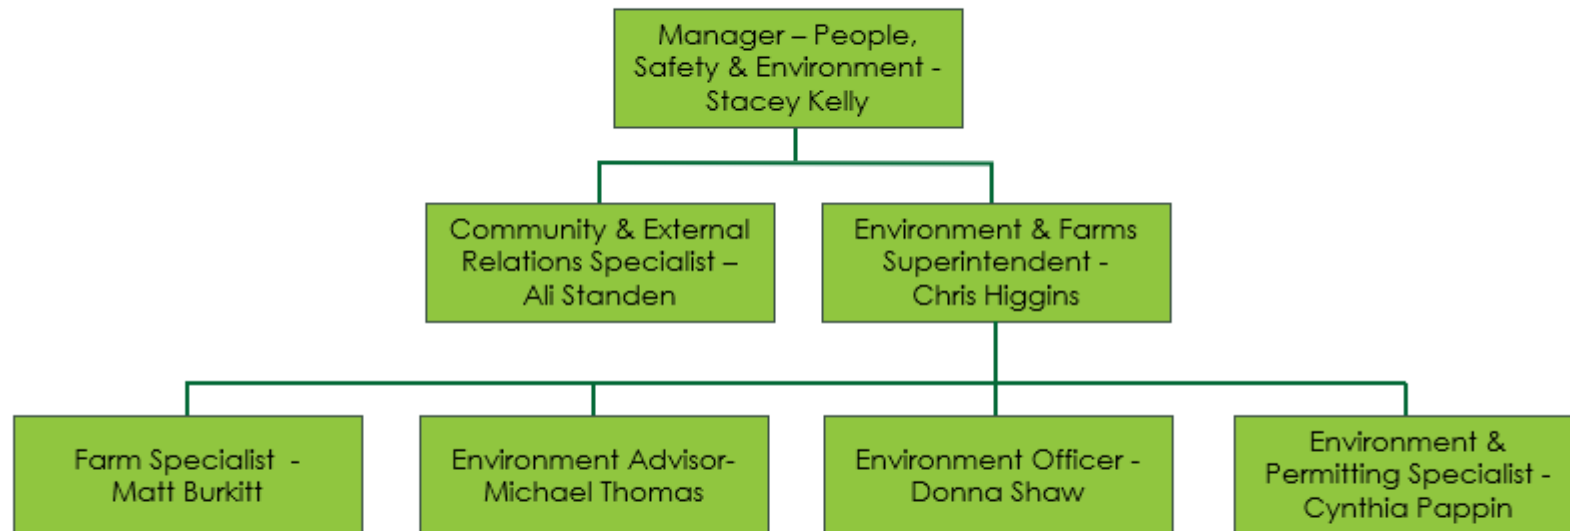 Manager – People,
Safety & Environment -
Stacey Kelly
Community & External
Relations Specialist –
Ali Standen
Environment & Farms
Superintendent -
Chris Higgins
Farm Specialist  -
Matt Burkitt
Environment Advisor-
Michael Thomas
Environment Officer -
Donna Shaw
Environment &
Permitting Specialist -
Cynthia Pappin